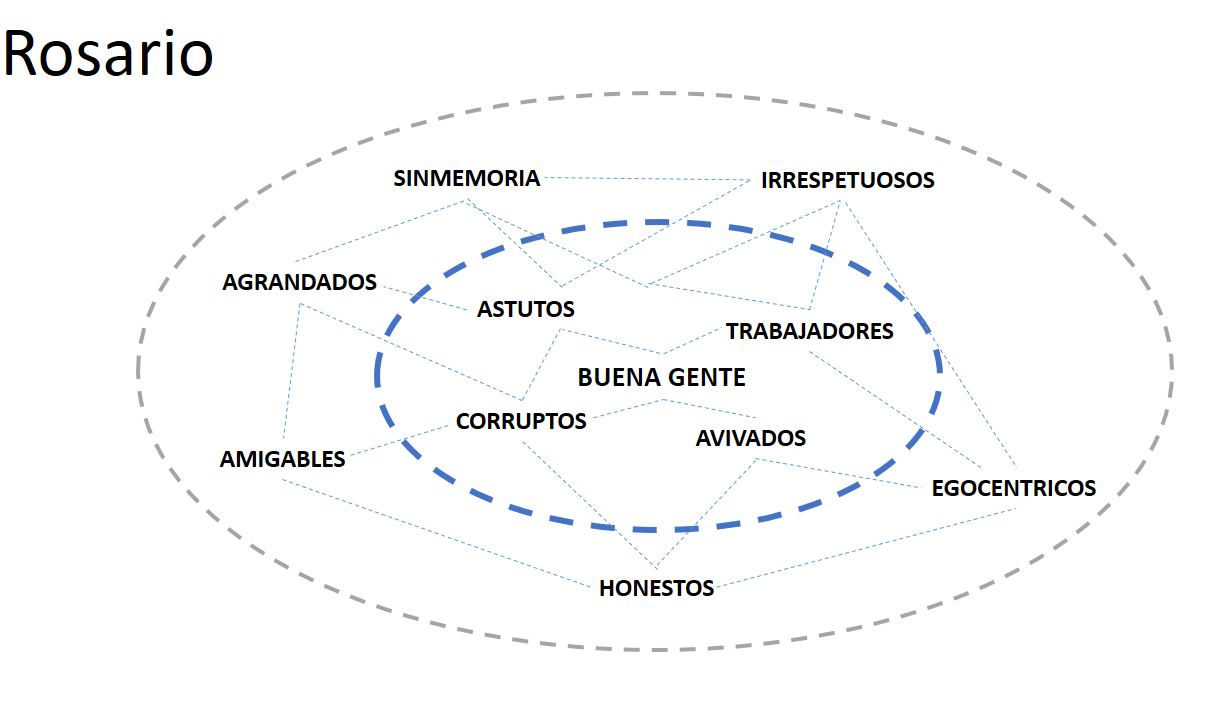 Rosario
SINMEMORIA
IRRESPETUOSOS
AGRANDADOS
ASTUTOS
TRABAJADORES
BUENA GENTE
CORRUPTOS
AVIVADOS
AMIGABLES
EGOCENTRICOS
HONESTOS